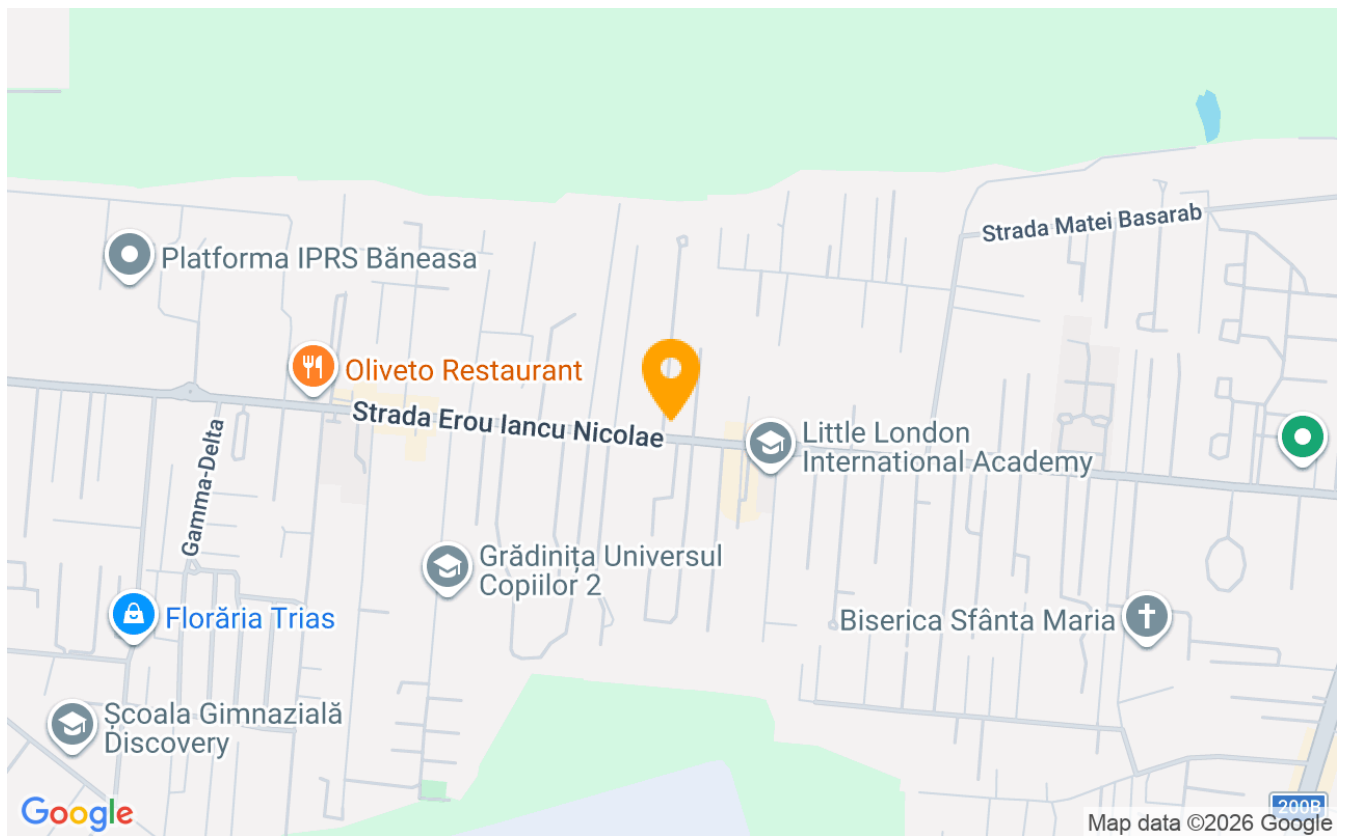 Strada Matei Basarab
Platforma IPRS Băneasa
Oliveto Restaurant
Strada Erou Iancu Nicolae
Little London
International Academy
Gamma-Delta
Grădinița Universul
Copiilor 2
Florăria Trias
Biserica Sfânta Maria
Școala Gimnazială
Discovery
200B
Google
Map data ©2026 Google